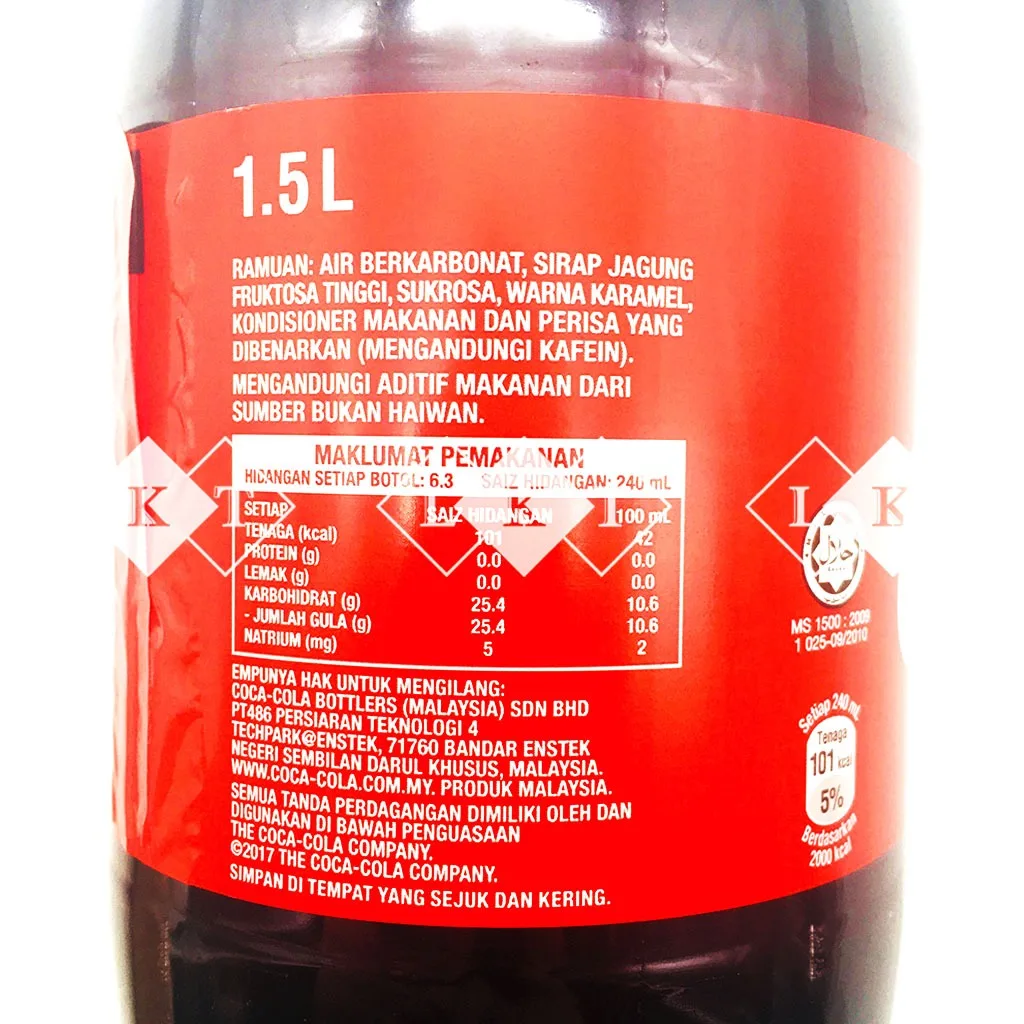 1.5 L
RAMUAN: AIR BERKARBONAT, SIRAP JAGUNG
FRUKTOSA TINGGI, SUKROSA, WARNA KARAMEL,
KONDISIONER MAKANAN DAN PERISA YANG
DIBENARKAN (MENGANDUNGI KAFEIN).
MENGANDUNGI ADITIF MAKANAN DARI
SUMBER BUKAN HAIWAN.
MAKLUMAT PEMAKANAN
HIDANGAN SETIAP BOTOL: 6.3 SAIZ HIDANGAN: 240 mL
SETIAP SAIZ HIDANGAN 100 mL
TENAGA (kcal) 101 42
PROTEIN (g) 0.0 0.0
LEMAK (g) 0.0 0.0
KARBOHIDRAT (g) 25.4 10.6
- JUMLAH GULA (g) 25.4 10.6
NATRIUM (mg) 5 2
EMPUNYA HAK UNTUK MENGILANG:
COCA-COLA BOTTLERS (MALAYSIA) SDN BHD
PT486 PERSIARAN TEKNOLOGI 4
TECHPARK@ENSTEK, 71760 BANDAR ENSTEK
NEGERI SEMBILAN DARUL KHUSUS, MALAYSIA.
WWW.COCA-COLA.COM.MY. PRODUK MALAYSIA.
SEMUA TANDA PERDAGANGAN DIMILIKI OLEH DAN
DIGUNAKAN DI BAWAH PENGUASAAN
THE COCA-COLA COMPANY.
©2017 THE COCA-COLA COMPANY.
SIMPAN DI TEMPAT YANG SEJUK DAN KERING.
حلال
MS 1500 : 2009
1 025-09/2010
Setiap 240 mL
Tenaga
101 kcal
5%
Berdasarkan
2000 kcal
K T L K T L K